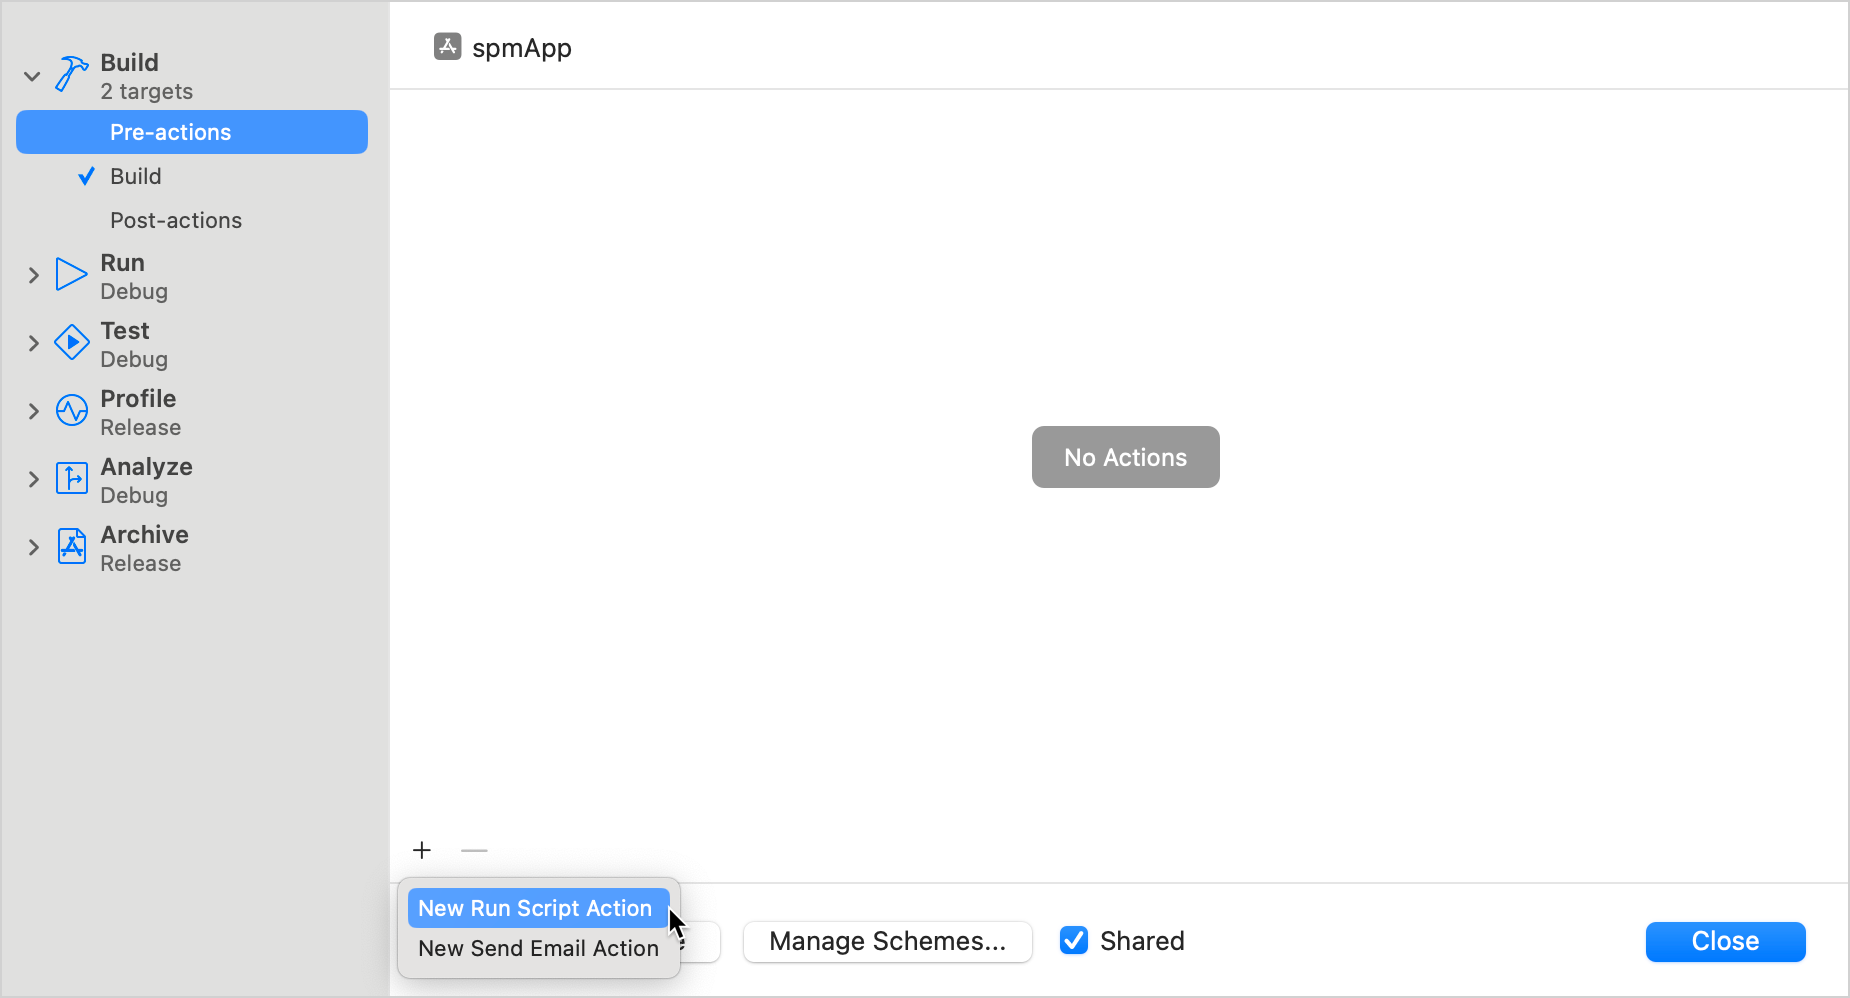 Build
2 targets
Pre-actions
Build
Post-actions
Run
Debug
Test
Debug
Profile
Release
Analyze
Debug
Archive
Release
spmApp
No Actions
New Run Script Action
New Send Email Action
Manage Schemes...
Shared
Close